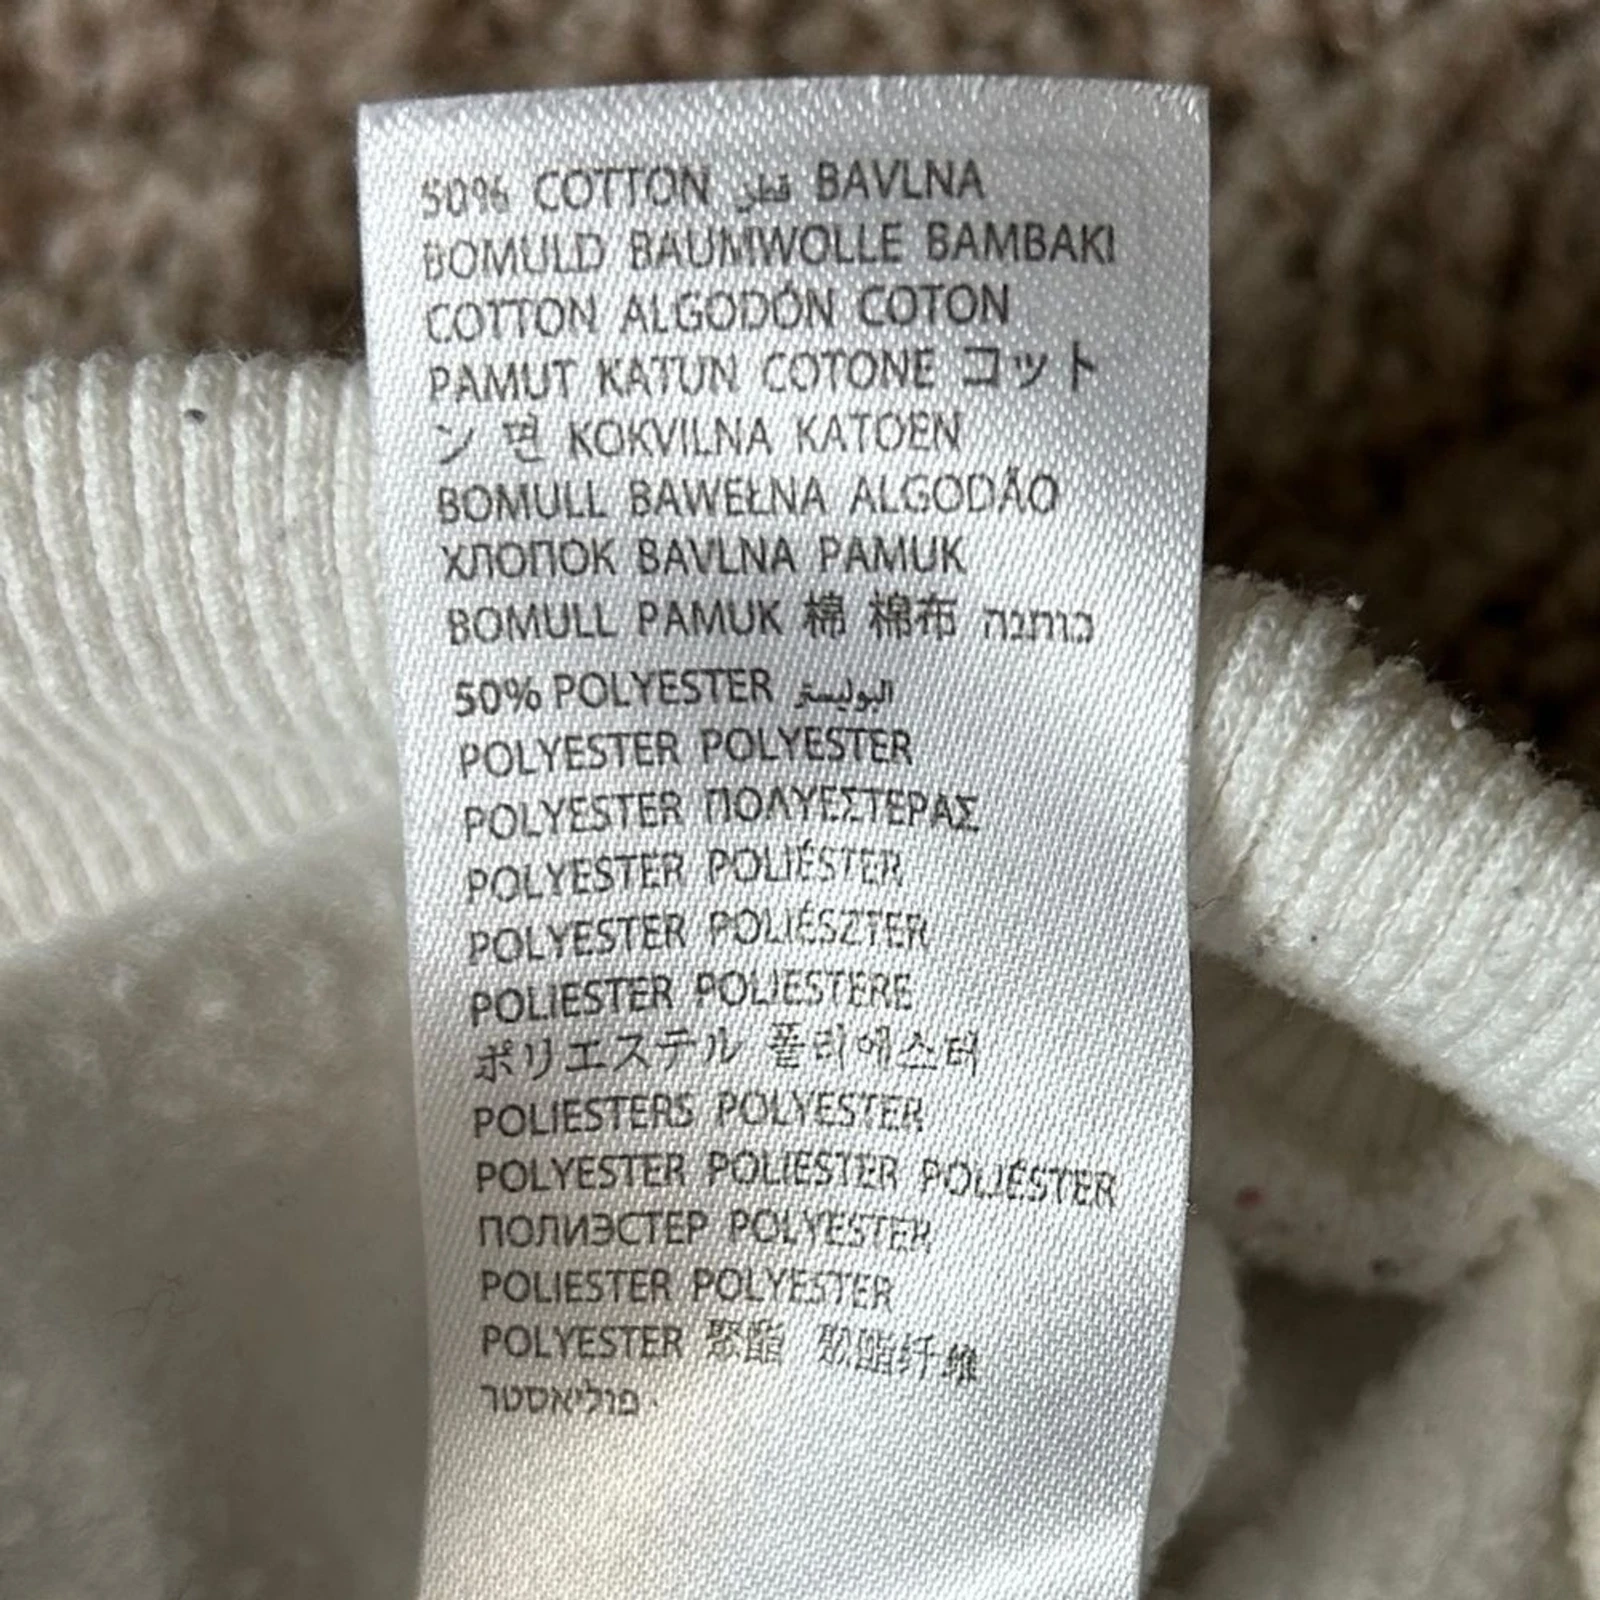 50% COTTON قطن BAVLNA
BOMULD BAUMWOLLE BAMBAKI
COTTON ALGODÓN COTON
PAMUT KATUN COTONE コット
ン 면 KOKVILNA KATOEN
BOMULL BAWEŁNA ALGODÃO
ХЛОПОК BAVLNA PAMUK
BOMULL PAMUK 棉 棉布 כותנה
50% POLYESTER البوليستر
POLYESTER POLYESTER
POLYESTER ΠΟΛΥΕΣΤΕΡΑΣ
POLYESTER POLIÉSTER
POLYESTER POLIÉSZTER
POLIESTER POLIESTERE
ポリエステル 폴리에스터
POLIESTERS POLYESTER
POLYESTER POLIESTER POLIÉSTER
ПОЛИЭСТЕР POLYESTER
POLIESTER POLYESTER
POLYESTER 聚酯 聚酯纤维
פוליאסטר